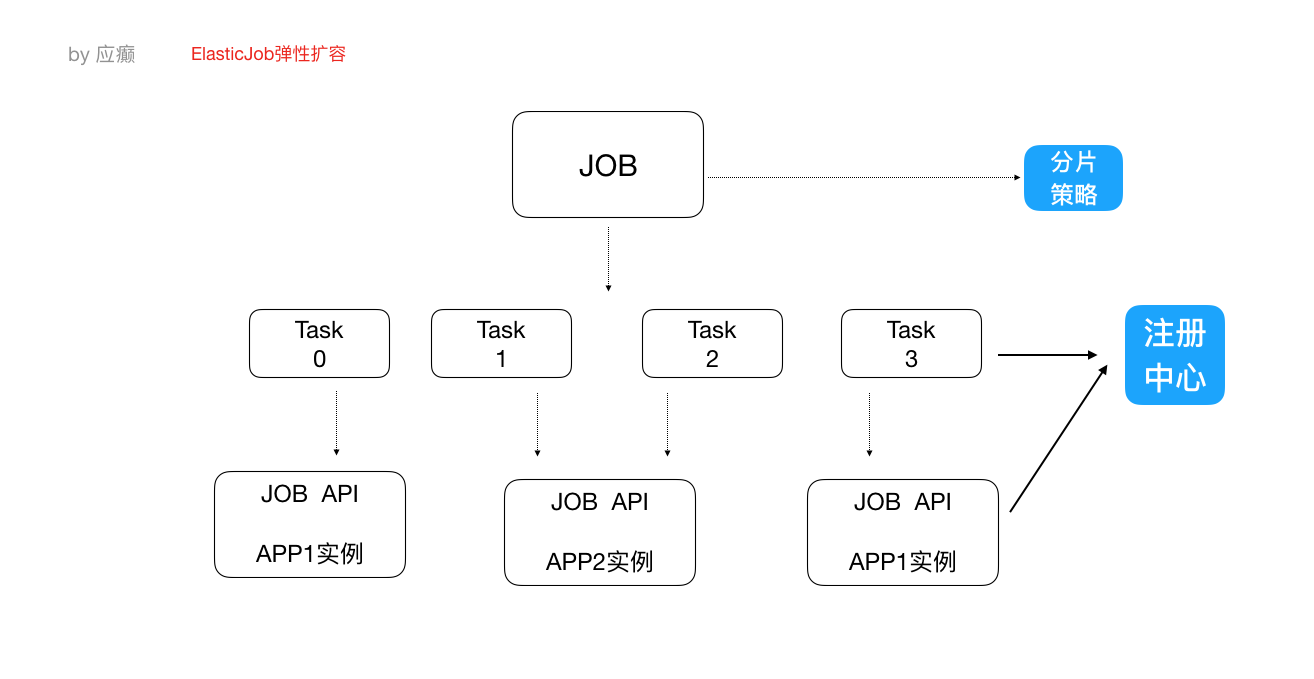 by 应癫
ElasticJob弹性扩容
JOB
分片
策略
Task
0
Task
1
Task
2
Task
3
注册
中心
JOB API
APP1实例
JOB API
APP2实例
JOB API
APP1实例